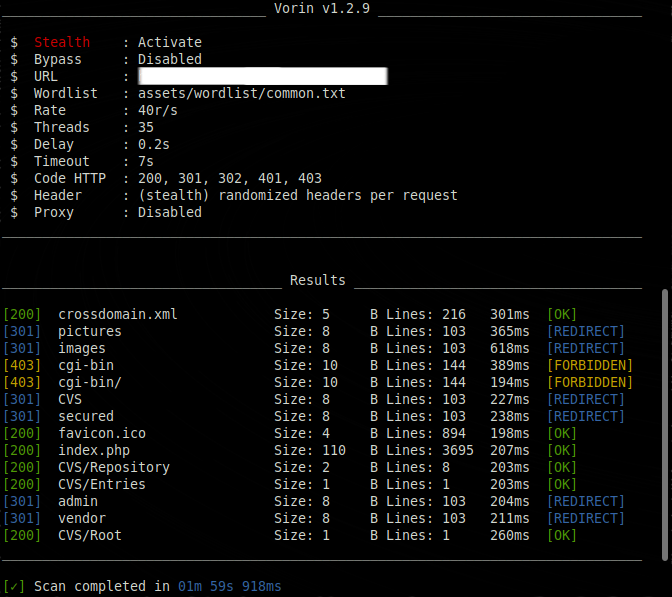 Vorin v1.2.9
$ Stealth : Activate
$ Bypass : Disabled
$ URL :
$ Wordlist : assets/wordlist/common.txt
$ Rate : 40r/s
$ Threads : 35
$ Delay : 0.2s
$ Timeout : 7s
$ Code HTTP : 200, 301, 302, 401, 403
$ Header : (stealth) randomized headers per request
$ Proxy : Disabled
Results
[200] crossdomain.xml Size: 5 B Lines: 216 301ms [OK]
[301] pictures Size: 8 B Lines: 103 365ms [REDIRECT]
[301] images Size: 8 B Lines: 103 618ms [REDIRECT]
[403] cgi-bin Size: 10 B Lines: 144 389ms [FORBIDDEN]
[403] cgi-bin/ Size: 10 B Lines: 144 194ms [FORBIDDEN]
[301] CVS Size: 8 B Lines: 103 227ms [REDIRECT]
[301] secured Size: 8 B Lines: 103 238ms [REDIRECT]
[200] favicon.ico Size: 4 B Lines: 894 198ms [OK]
[200] index.php Size: 110 B Lines: 3695 207ms [OK]
[200] CVS/Repository Size: 2 B Lines: 8 203ms [OK]
[200] CVS/Entries Size: 1 B Lines: 1 203ms [OK]
[301] admin Size: 8 B Lines: 103 204ms [REDIRECT]
[301] vendor Size: 8 B Lines: 103 211ms [REDIRECT]
[200] CVS/Root Size: 1 B Lines: 1 260ms [OK]
[✓] Scan completed in 01m 59s 918ms